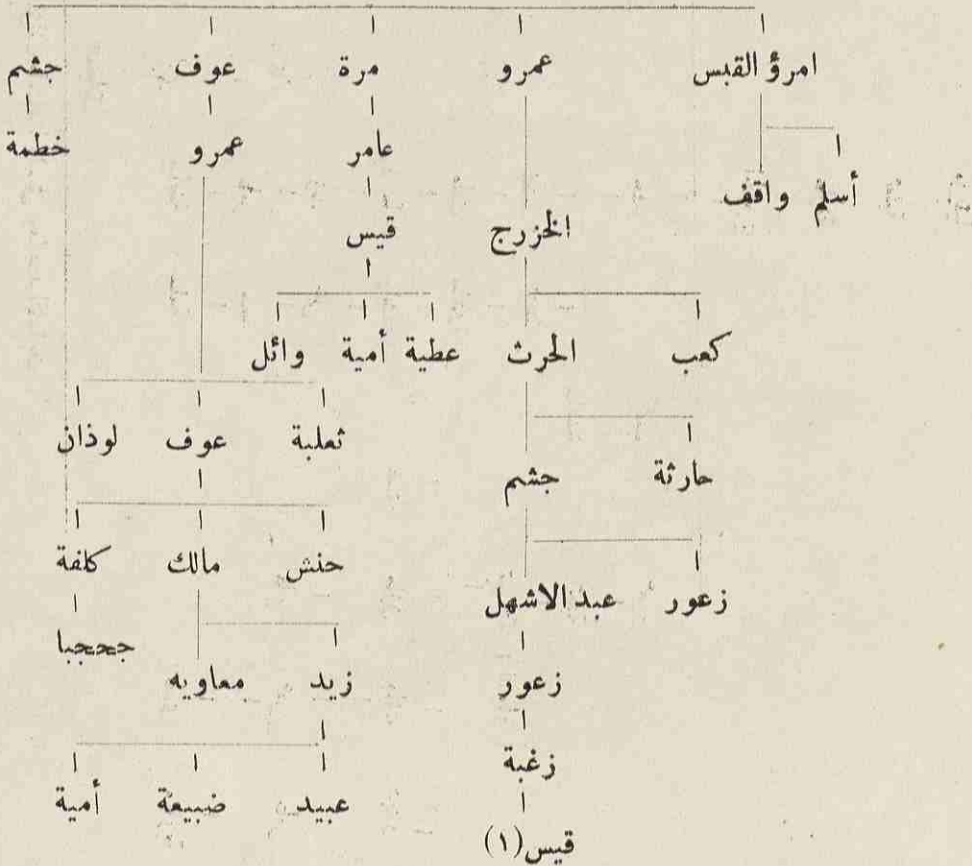 امرؤ القبس عمرو مرة عوف جشم
عامر عمرو خطمة
أسلم واقف
الخزرج قيس
كعب الحرث عطية أمية وائل
ثعلبة عوف لوذان
حارثة جشم
حنش مالك كلفة
زعور عبد الاشهل
جحجبا
زعور زيد معاويه
زغبة
عبيد ضبيعة أمية
قيس (١)